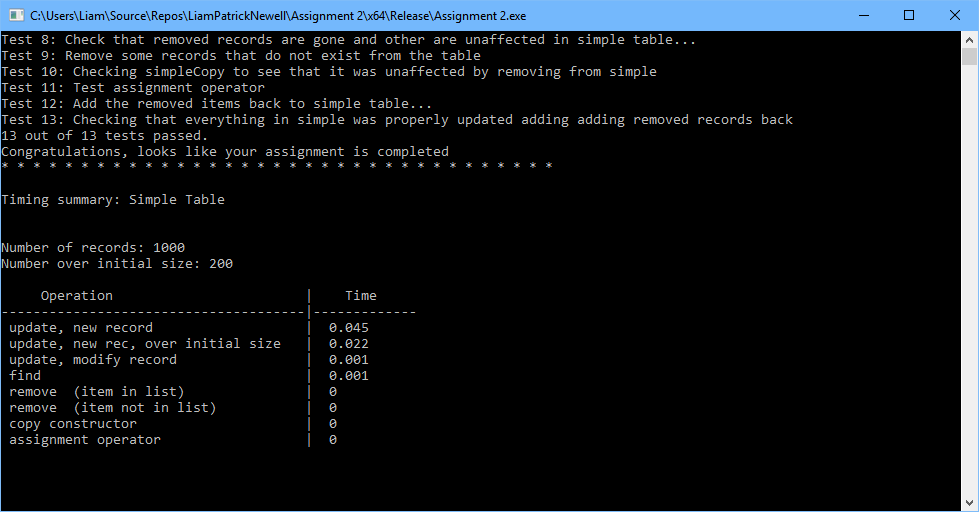 C:\Users\Liam\Source\Repos\LiamPatrickNewell\Assignment 2\x64\Release\Assignment 2.exe
Test 8: Check that removed records are gone and other are unaffected in simple table...
Test 9: Remove some records that do not exist from the table
Test 10: Checking simpleCopy to see that it was unaffected by removing from simple
Test 11: Test assignment operator
Test 12: Add the removed items back to simple table...
Test 13: Checking that everything in simple was properly updated adding adding removed records back
13 out of 13 tests passed.
Congratulations, looks like your assignment is completed
* * * * * * * * * * * * * * * * * * * * * * * * * * * * * * * * * * *
Timing summary: Simple Table
Number of records: 1000
Number over initial size: 200
Operation | Time
--------------------------------------|-------------
update, new record | 0.045
update, new rec, over initial size | 0.022
update, modify record | 0.001
find | 0.001
remove (item in list) | 0
remove (item not in list) | 0
copy constructor | 0
assignment operator | 0